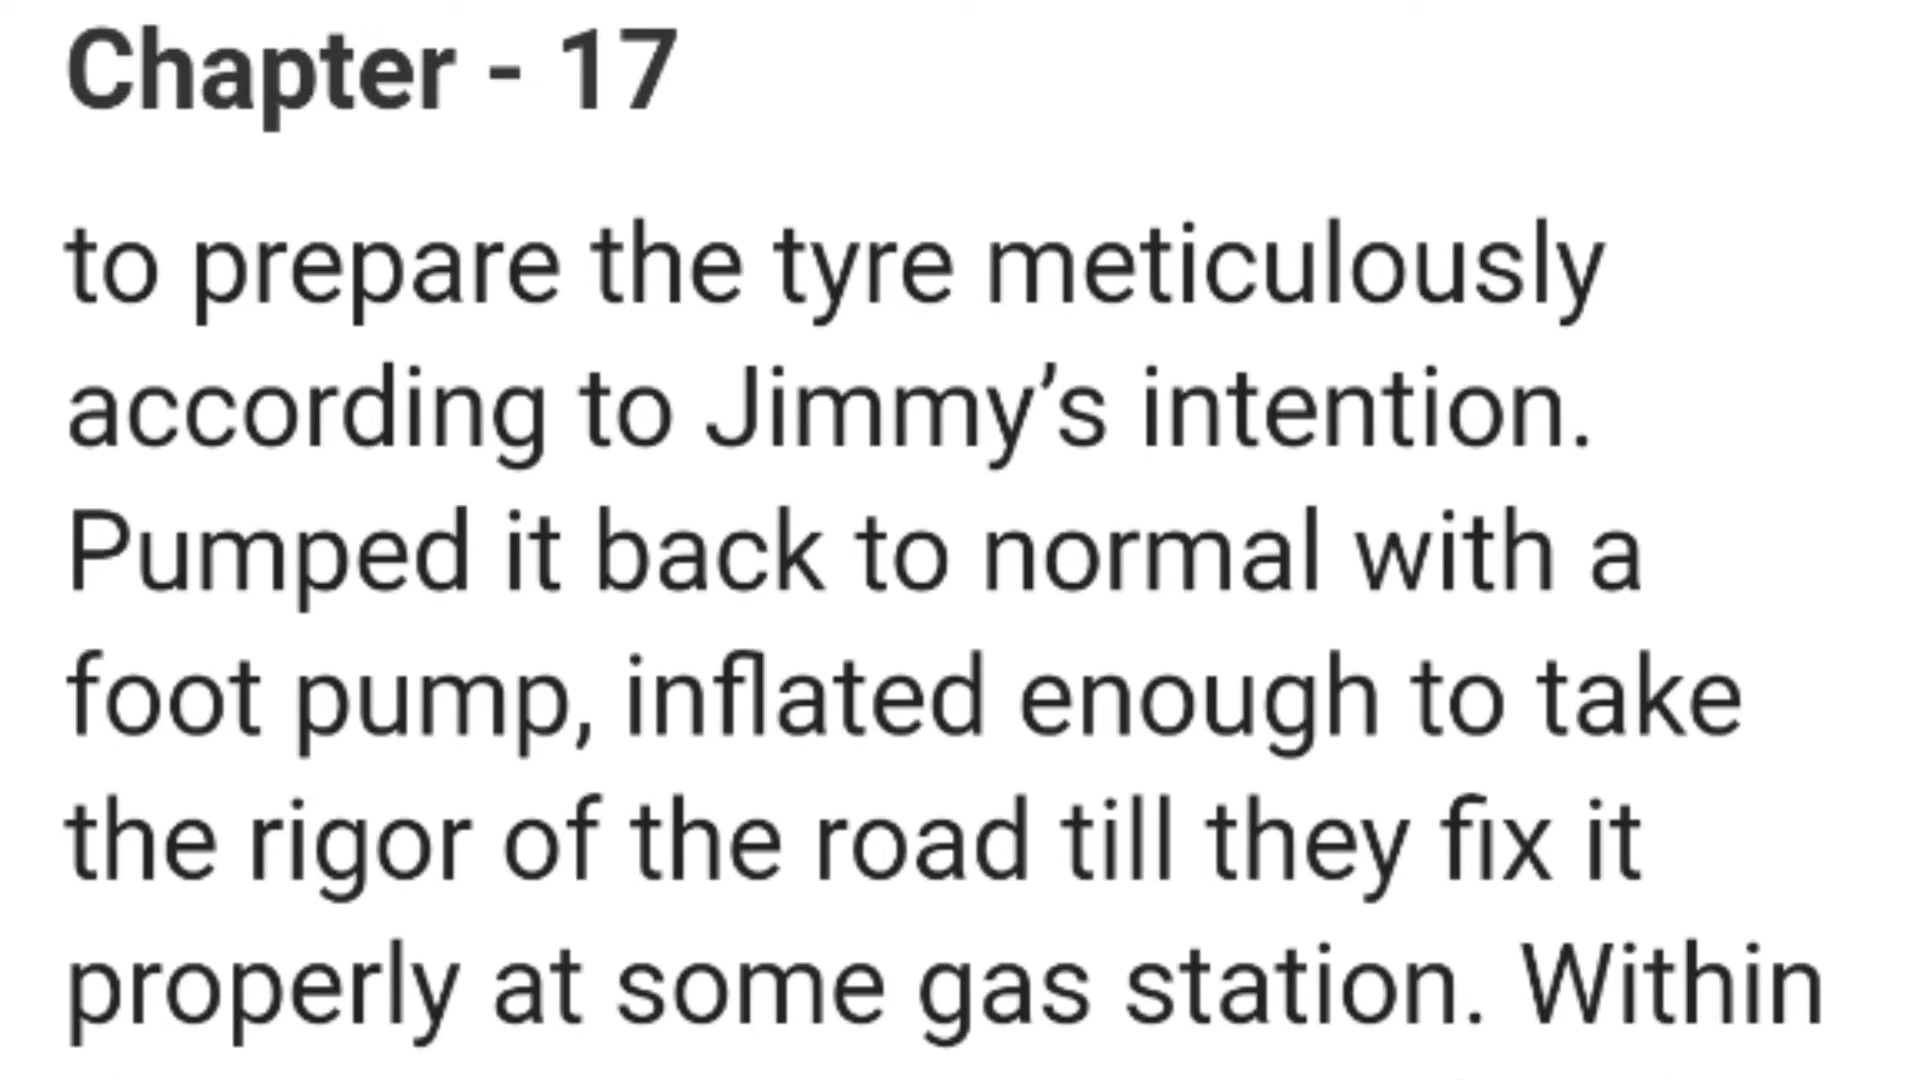 Chapter - 17
to prepare the tyre meticulously
according to Jimmy’s intention.
Pumped it back to normal with a
foot pump, inflated enough to take
the rigor of the road till they fix it
properly at some gas station. Within